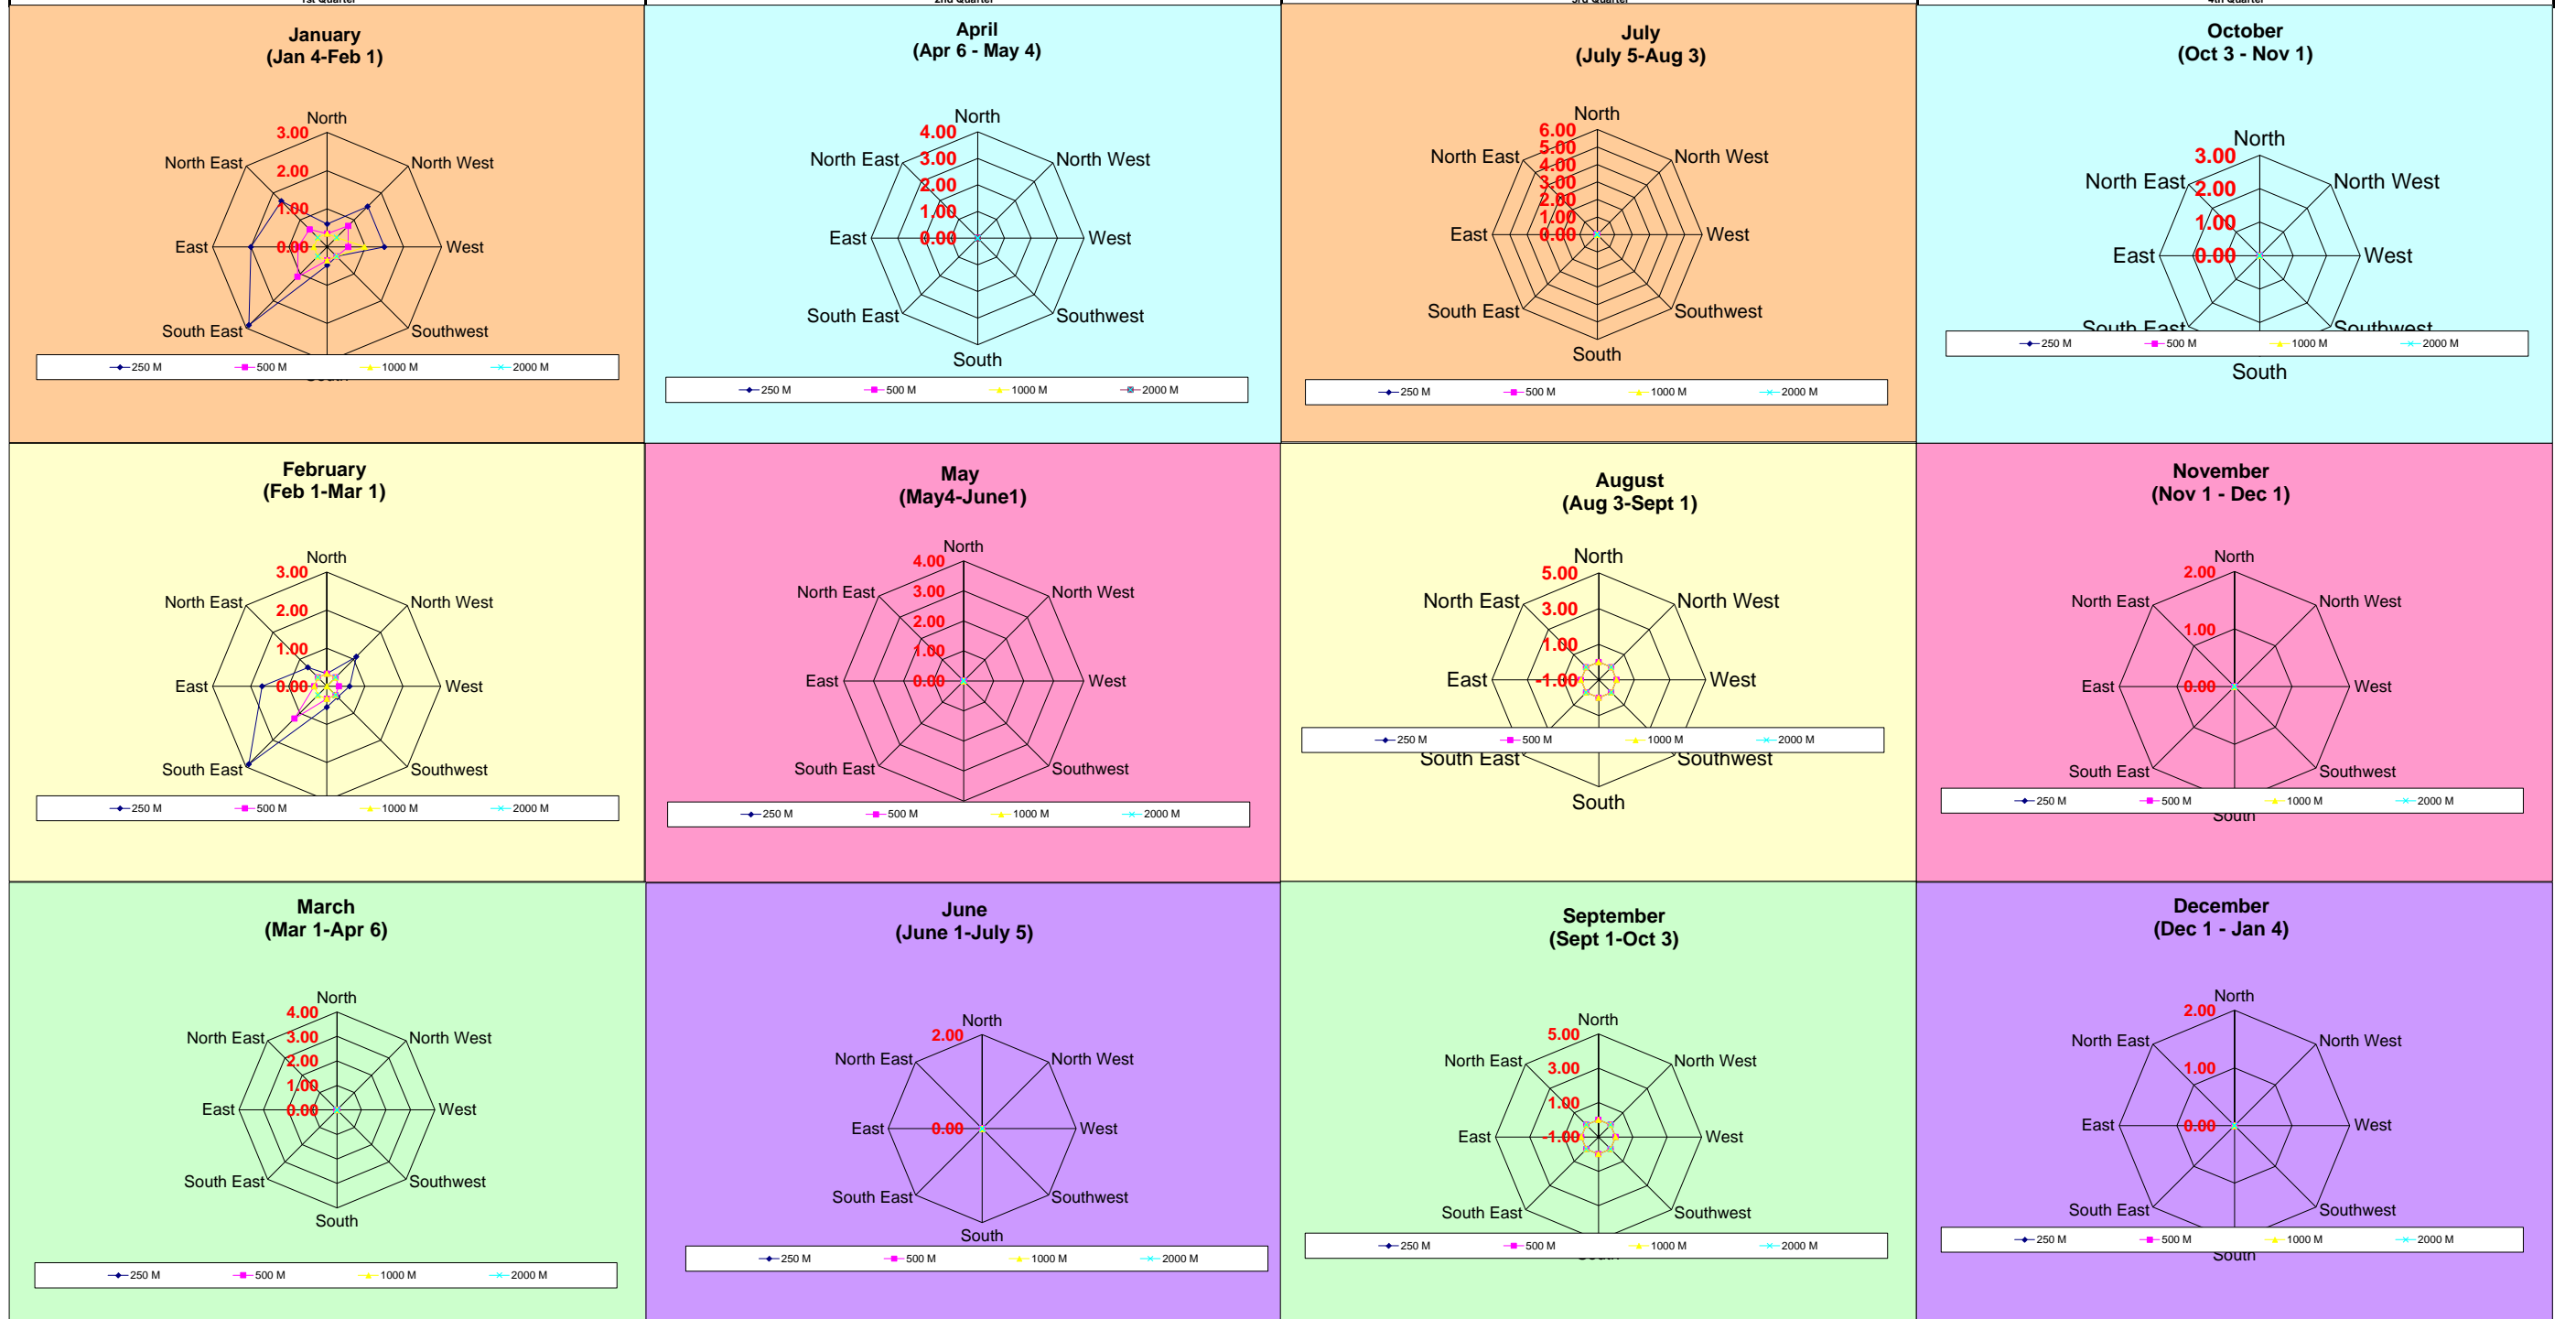 1st Quarter
2nd Quarter
3rd Quarter
4th Quarter
January
(Jan 4-Feb 1)
North
3.00
North East
North West
2.00
1.00
East
0.00
West
South East
Southwest
South
250 M 500 M 1000 M 2000 M
April
(Apr 6 - May 4)
North
4.00
North East
North West
3.00
2.00
1.00
East
0.00
West
South East
Southwest
South
250 M 500 M 1000 M 2000 M
July
(July 5-Aug 3)
North
6.00
5.00
North East
North West
4.00
3.00
2.00
1.00
0.00
East
West
South East
Southwest
South
250 M 500 M 1000 M 2000 M
October
(Oct 3 - Nov 1)
North
3.00
North East
North West
2.00
1.00
East
0.00
West
South East
Southwest
250 M 500 M 1000 M 2000 M
South
February
(Feb 1-Mar 1)
North
3.00
North East
North West
2.00
1.00
East
0.00
West
South East
Southwest
250 M 500 M 1000 M 2000 M
May
(May4-June1)
North
4.00
North East
North West
3.00
2.00
1.00
East
0.00
West
South East
Southwest
250 M 500 M 1000 M 2000 M
August
(Aug 3-Sept 1)
North
5.00
North East
North West
3.00
1.00
East
-1.00
West
250 M 500 M 1000 M 2000 M
South East
Southwest
South
November
(Nov 1 - Dec 1)
North
2.00
North East
North West
1.00
East
0.00
West
South East
Southwest
250 M 500 M 1000 M 2000 M
South
March
(Mar 1-Apr 6)
North
4.00
North East
North West
3.00
2.00
1.00
East
0.00
West
South East
Southwest
South
250 M 500 M 1000 M 2000 M
June
(June 1-July 5)
North
2.00
North East
North West
East
0.00
West
South East
Southwest
South
250 M 500 M 1000 M 2000 M
September
(Sept 1-Oct 3)
North
5.00
North East
North West
3.00
1.00
East
-1.00
West
South East
Southwest
250 M 500 M 1000 M 2000 M
South
December
(Dec 1 - Jan 4)
North
2.00
North East
North West
1.00
East
0.00
West
South East
Southwest
250 M 500 M 1000 M 2000 M
South